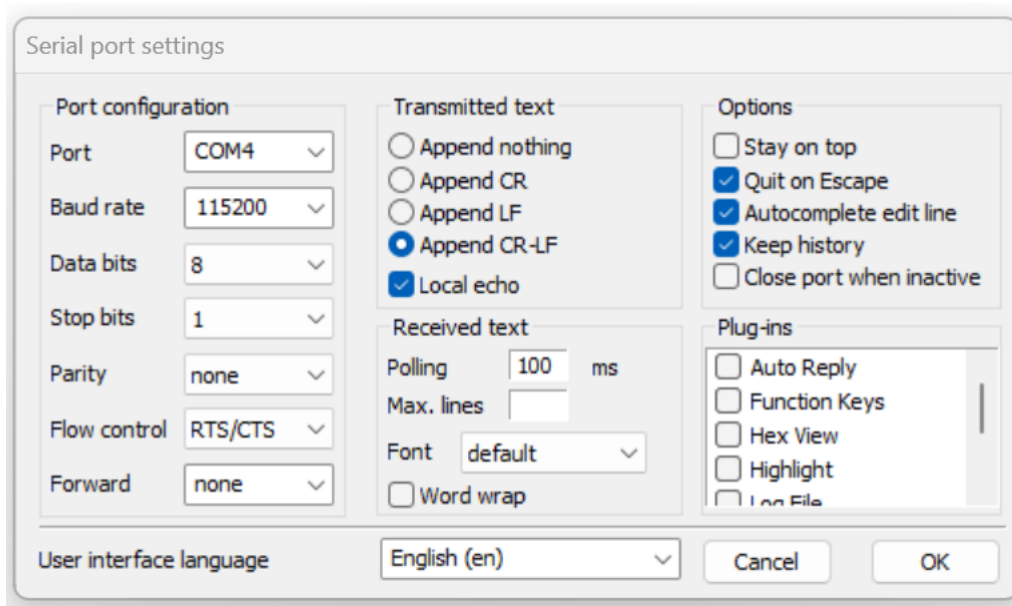 Serial port settings
Port configuration
Port COM4
Baud rate 115200
Data bits 8
Stop bits 1
Parity none
Flow control RTS/CTS
Forward none
Transmitted text
Append nothing
Append CR
Append LF
Append CR-LF
Local echo
Received text
Polling 100 ms
Max. lines
Font default
Word wrap
Options
Stay on top
Quit on Escape
Autocomplete edit line
Keep history
Close port when inactive
Plug-ins
Auto Reply
Function Keys
Hex View
Highlight
Log File
User interface language English (en) Cancel OK